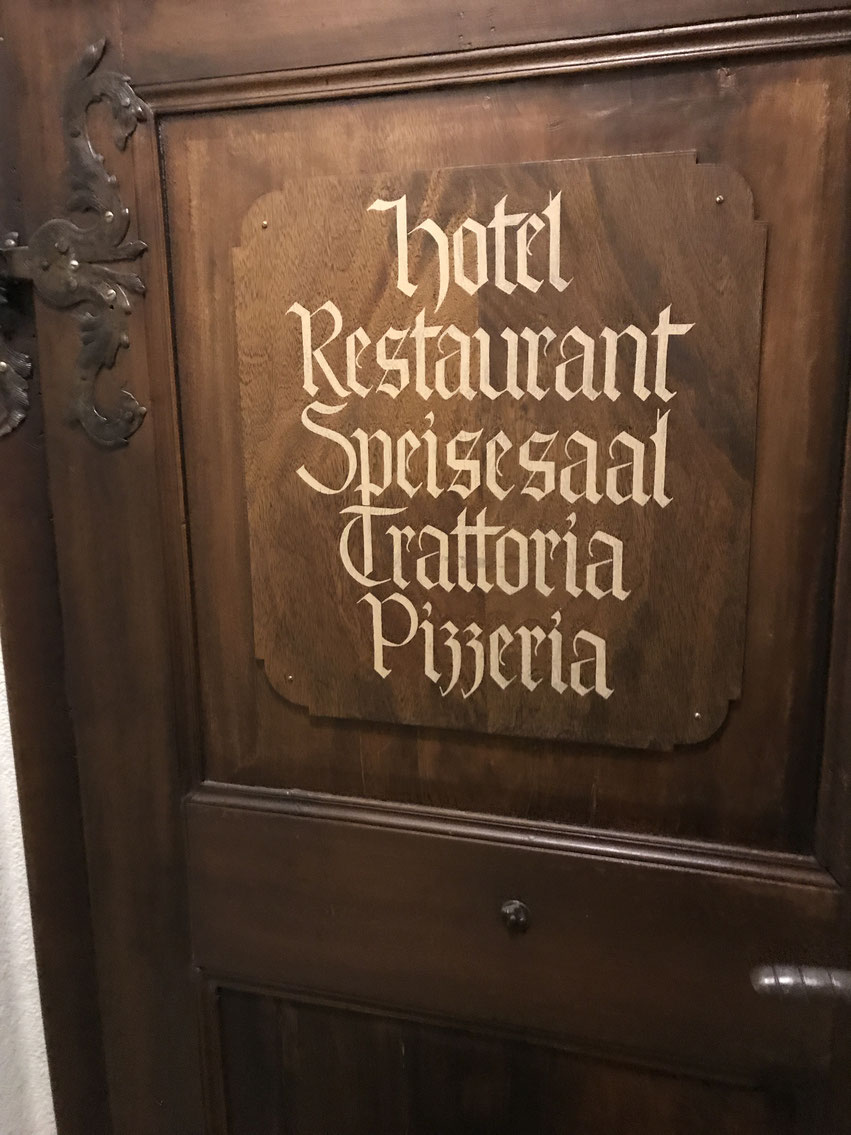 Hotel
Restaurant
Speisesaal
Trattoria
Pizzeria